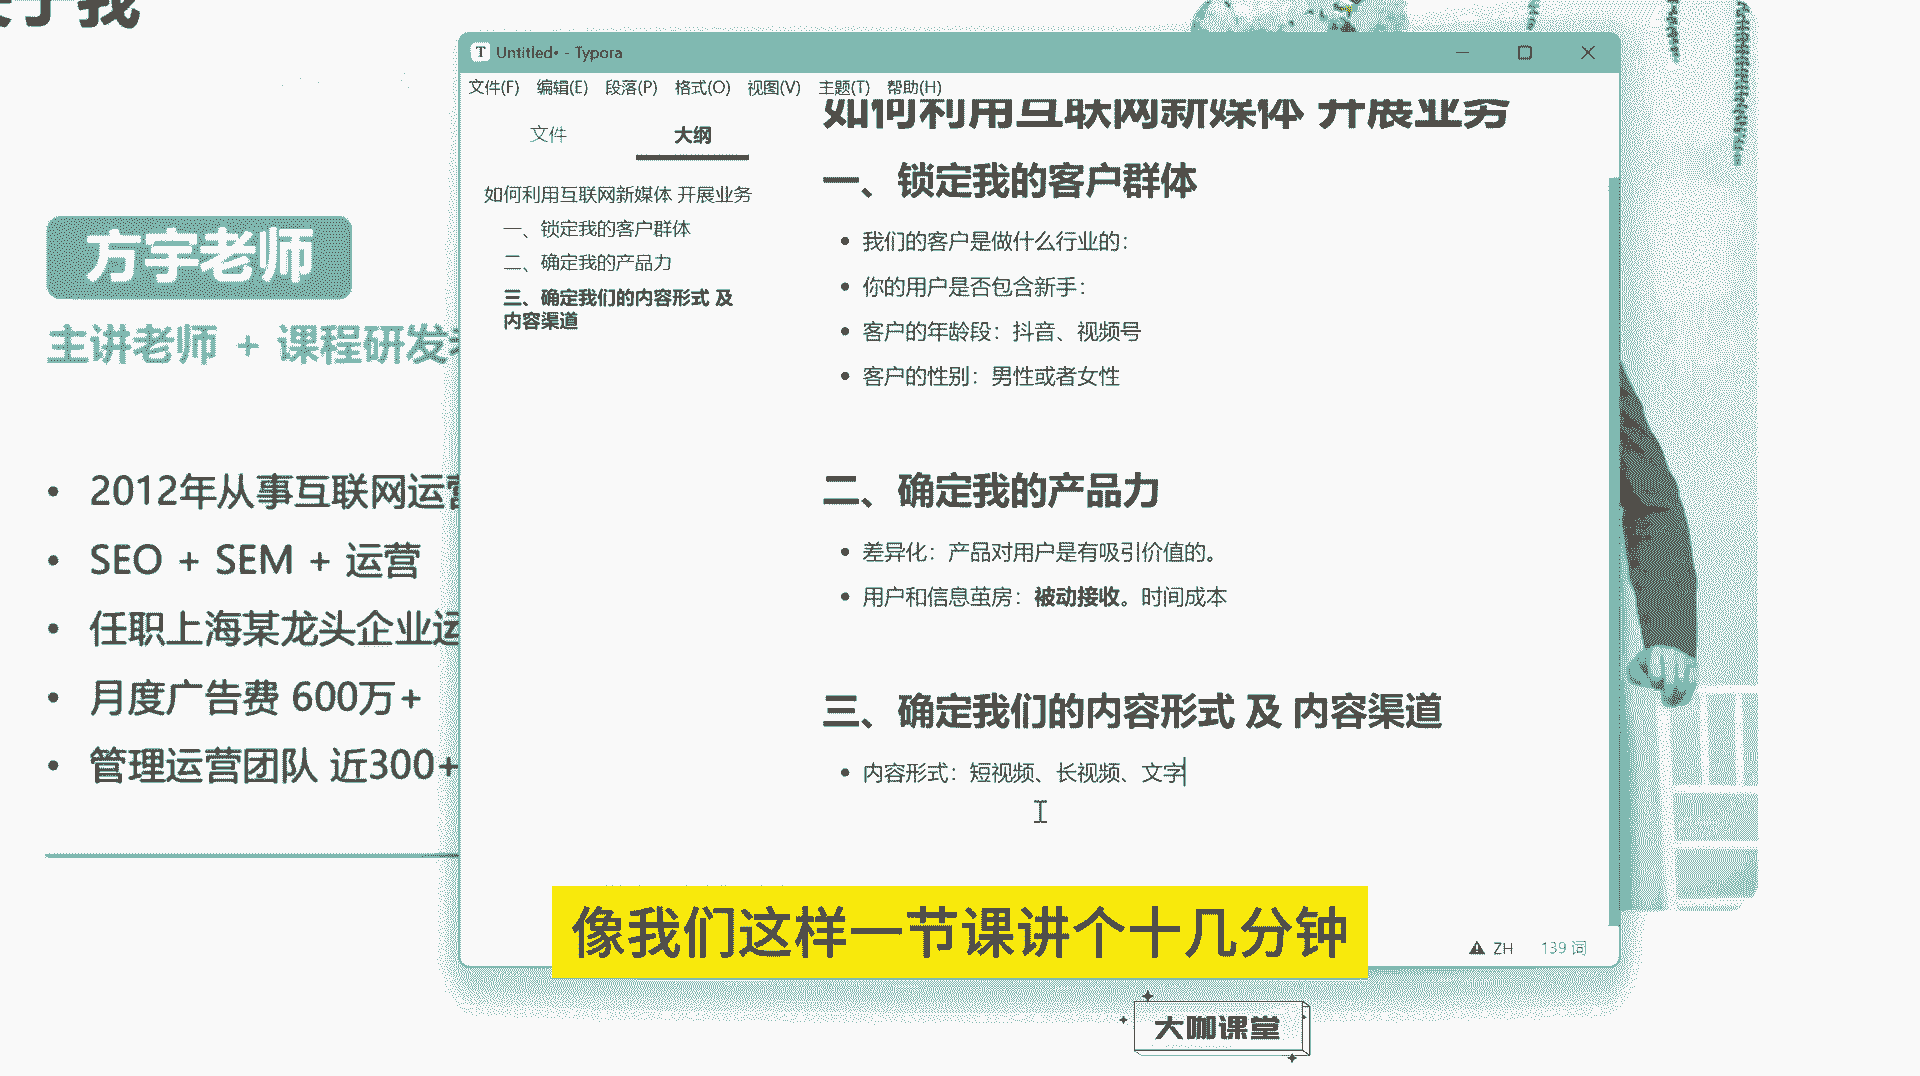 于我
方宇老师
主讲老师 + 课程研发
2012年从事互联网运营
SEO + SEM + 运营
任职上海某龙头企业运
月度广告费 600万+
管理运营团队 近300+
Untitled• - Typora
文件(F) 编辑(E) 段落(P) 格式(O) 视图(V) 主题(T) 帮助(H)
文件 大纲
如何利用互联网新媒体 开展业务
一、锁定我的客户群体
二、确定我的产品力
三、确定我们的内容形式 及
内容渠道
如何利用互联网新媒体 开展业务
一、锁定我的客户群体
我们的客户是做什么行业的：
你的用户是否包含新手：
客户的年龄段：抖音、视频号
客户的性别：男性或者女性
二、确定我的产品力
差异化：产品对用户是有吸引价值的。
用户和信息茧房：被动接收。时间成本
三、确定我们的内容形式 及 内容渠道
内容形式：短视频、长视频、文字
ZH 139 词
像我们这样一节课讲个十几分钟
大咖课堂